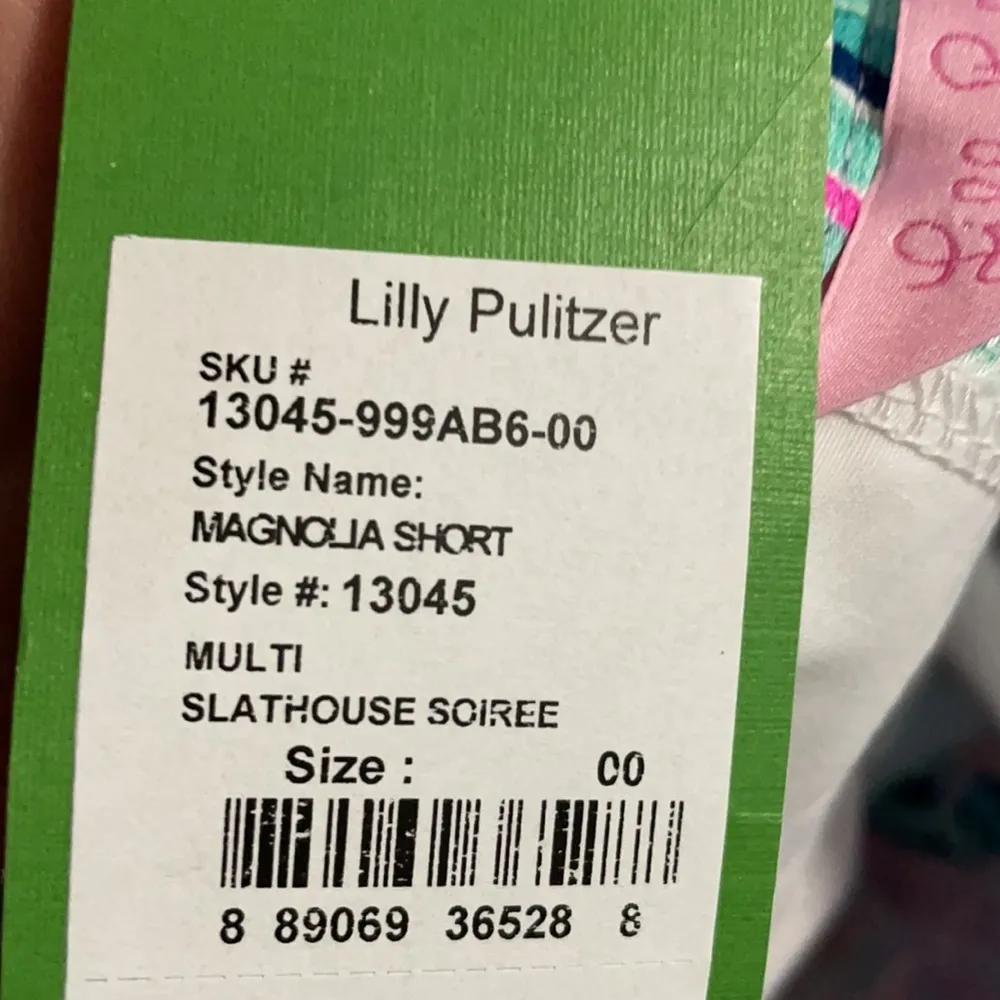 Lilly Pulitzer
SKU #
13045-999AB6-00
Style Name:
MAGNOLIA SHORT
Style #: 13045
MULTI
SLATHOUSE SOIREE
Size : 00
8 89069 36528 8